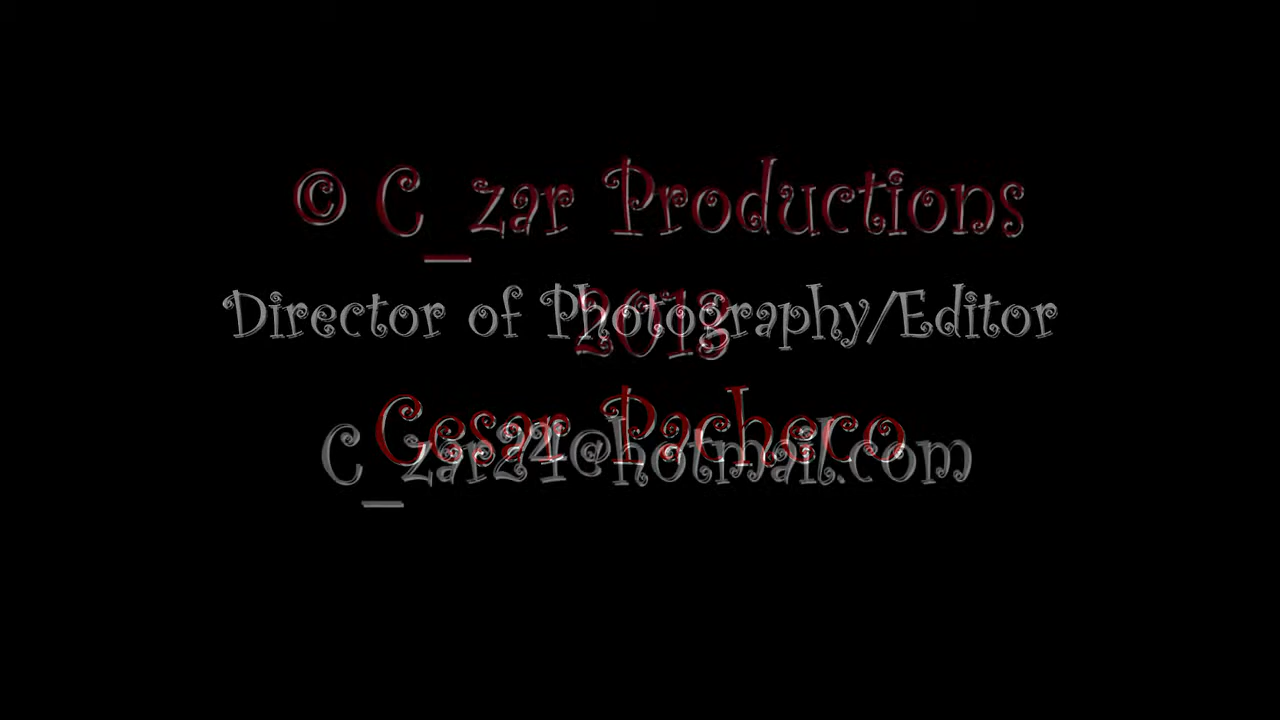 © C_zar Productions
Director of Photography/Editor
2013
Cesar Pacheco
C_zar24@hotmail.com